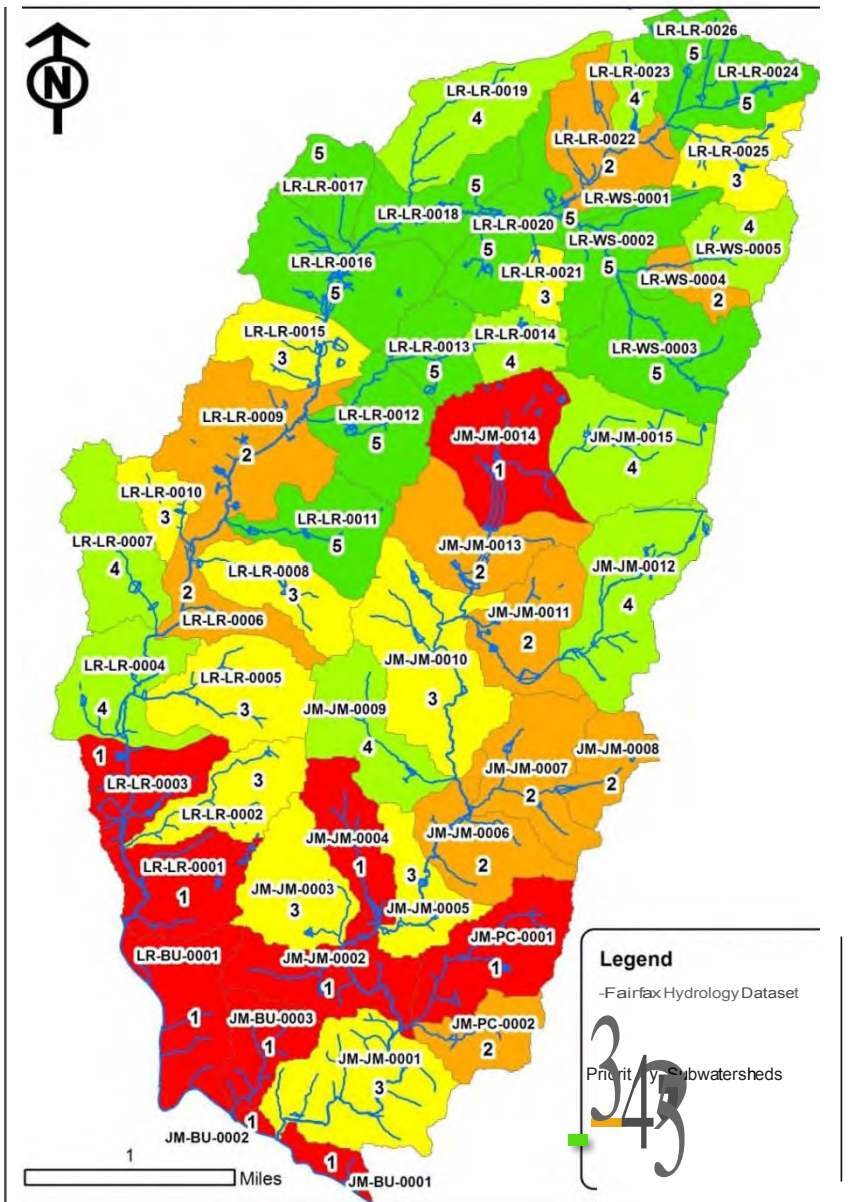 N
LR-LR-0026
5
LR-LR-0023
4
LR-LR-0024
5
LR-LR-0019
4
LR-LR-0022
2
LR-LR-0025
3
5
LR-LR-0017
5
LR-WS-0001
5
LR-LR-0018
LR-LR-0020
5
4
LR-WS-0005
LR-WS-0002
5
LR-LR-0016
5
LR-LR-0021
3
LR-WS-0004
2
LR-LR-0015
3
LR-LR-0014
4
LR-LR-0013
5
LR-WS-0003
5
LR-LR-0009
2
LR-LR-0012
5
JM-JM-0014
1
JM-JM-0015
4
LR-LR-0010
3
LR-LR-0011
5
LR-LR-0007
4
JM-JM-0013
2
JM-JM-0012
4
LR-LR-0008
3
2
LR-LR-0006
JM-JM-0011
2
LR-LR-0004
4
LR-LR-0005
3
JM-JM-0010
3
JM-JM-0009
4
1
LR-LR-0003
JM-JM-0008
2
JM-JM-0007
2
3
LR-LR-0002
JM-JM-0004
1
JM-JM-0006
2
LR-LR-0001
1
JM-JM-0003
3
3
JM-JM-0005
LR-BU-0001
1
JM-JM-0002
1
JM-PC-0001
1
JM-BU-0003
1
JM-PC-0002
2
JM-JM-0001
3
1
JM-BU-0002
1
JM-BU-0001
1
Miles
Legend
-Fairfax Hydrology Dataset
Priorit y Subwatersheds
3
4